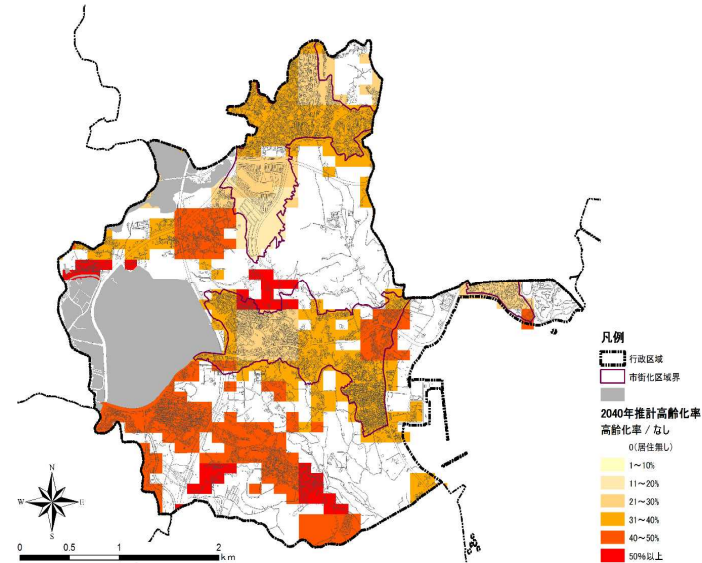 凡例
行政区域
市街化区域界
2040年推計高齢化率
高齢化率 / なし
0(居住無し)
1~10%
11~20%
21~30%
31~40%
40~50%
50%以上
N
W
E
S
0 0.5 1 2
km